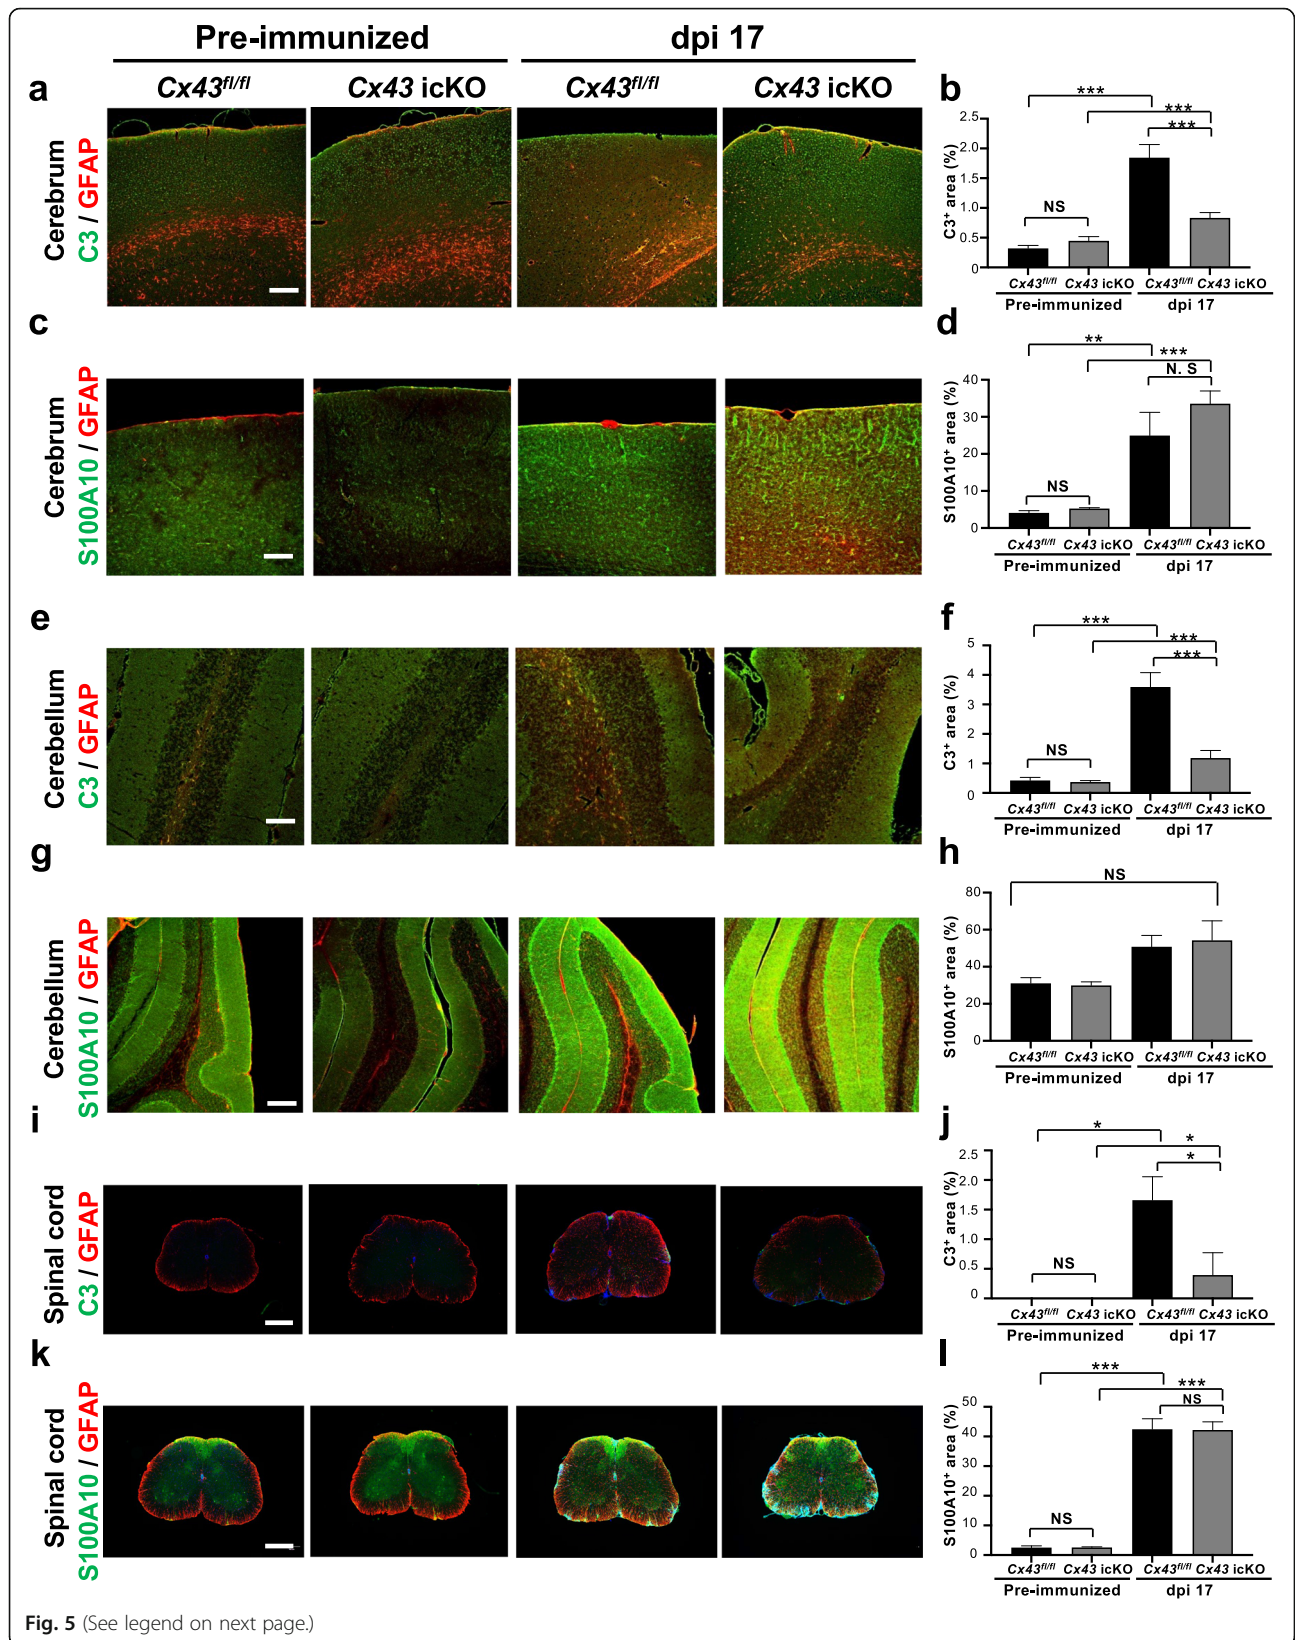 Pre-immunized dpi 17
Cx43fl/fl Cx43 icKO Cx43fl/fl Cx43 icKO
a
Cerebrum
C3 / GFAP
b
*** *** ***
NS
C3+ area (%)
2.5
2.0
1.5
1.0
0.5
0
Cx43fl/fl Cx43 icKO Cx43fl/fl Cx43 icKO
Pre-immunized dpi 17
c
Cerebrum
S100A10 / GFAP
d
** *** N. S
NS
S100A10+ area (%)
40
30
20
10
0
Cx43fl/fl Cx43 icKO Cx43fl/fl Cx43 icKO
Pre-immunized dpi 17
e
Cerebellum
C3 / GFAP
f
*** *** ***
NS
C3+ area (%)
5
4
3
2
1
0
Cx43fl/fl Cx43 icKO Cx43fl/fl Cx43 icKO
Pre-immunized dpi 17
g
Cerebellum
S100A10 / GFAP
h
NS
S100A10+ area (%)
80
60
40
20
0
Cx43fl/fl Cx43 icKO Cx43fl/fl Cx43 icKO
Pre-immunized dpi 17
i
Spinal cord
C3 / GFAP
j
* * *
NS
C3+ area (%)
2.5
2.0
1.5
1.0
0.5
0
Cx43fl/fl Cx43 icKO Cx43fl/fl Cx43 icKO
Pre-immunized dpi 17
k
Spinal cord
S100A10 / GFAP
l
*** *** NS
NS
S100A10+ area (%)
50
40
30
20
10
0
Cx43fl/fl Cx43 icKO Cx43fl/fl Cx43 icKO
Pre-immunized dpi 17
Fig. 5 (See legend on next page.)